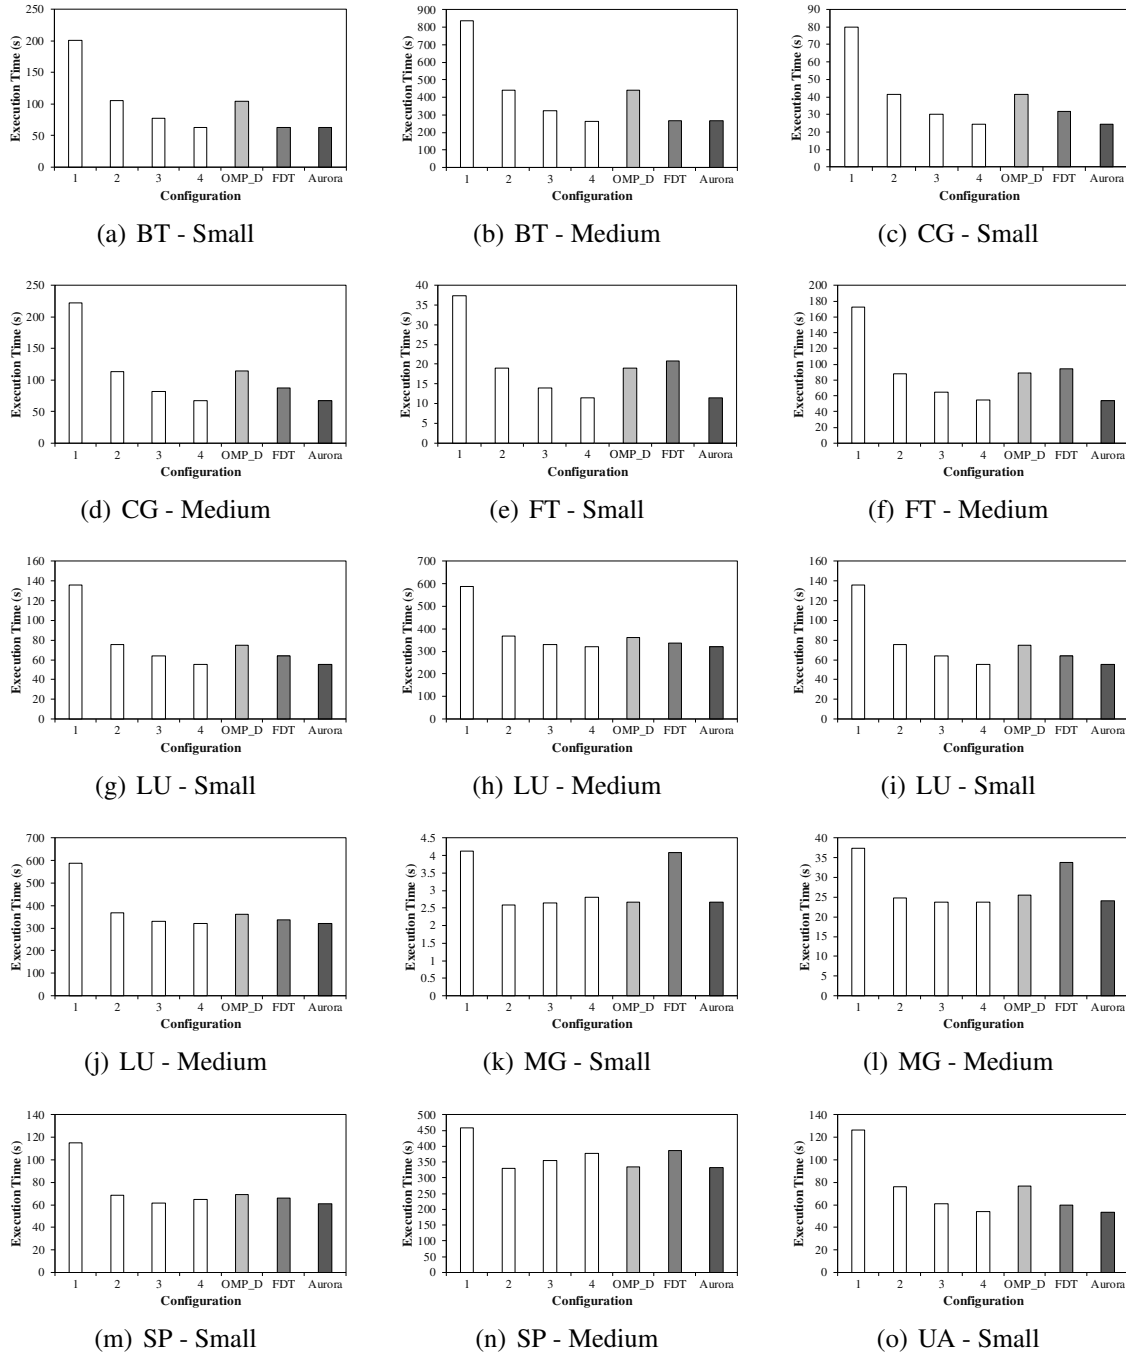 250
200
150
100
50
0
Execution Time (s)
1 2 3 4 OMP_D FDT Aurora
Configuration
(a) BT - Small
900
800
700
600
500
400
300
200
100
0
Execution Time (s)
1 2 3 4 OMP_D FDT Aurora
Configuration
(b) BT - Medium
90
80
70
60
50
40
30
20
10
0
Execution Time (s)
1 2 3 4 OMP_D FDT Aurora
Configuration
(c) CG - Small
250
200
150
100
50
0
Execution Time (s)
1 2 3 4 OMP_D FDT Aurora
Configuration
(d) CG - Medium
40
35
30
25
20
15
10
5
0
Execution Time (s)
1 2 3 4 OMP_D FDT Aurora
Configuration
(e) FT - Small
200
180
160
140
120
100
80
60
40
20
0
Execution Time (s)
1 2 3 4 OMP_D FDT Aurora
Configuration
(f) FT - Medium
160
140
120
100
80
60
40
20
0
Execution Time (s)
1 2 3 4 OMP_D FDT Aurora
Configuration
(g) LU - Small
700
600
500
400
300
200
100
0
Execution Time (s)
1 2 3 4 OMP_D FDT Aurora
Configuration
(h) LU - Medium
160
140
120
100
80
60
40
20
0
Execution Time (s)
1 2 3 4 OMP_D FDT Aurora
Configuration
(i) LU - Small
700
600
500
400
300
200
100
0
Execution Time (s)
1 2 3 4 OMP_D FDT Aurora
Configuration
(j) LU - Medium
4.5
4
3.5
3
2.5
2
1.5
1
0.5
0
Execution Time (s)
1 2 3 4 OMP_D FDT Aurora
Configuration
(k) MG - Small
40
35
30
25
20
15
10
5
0
Execution Time (s)
1 2 3 4 OMP_D FDT Aurora
Configuration
(l) MG - Medium
140
120
100
80
60
40
20
0
Execution Time (s)
1 2 3 4 OMP_D FDT Aurora
Configuration
(m) SP - Small
500
450
400
350
300
250
200
150
100
50
0
Execution Time (s)
1 2 3 4 OMP_D FDT Aurora
Configuration
(n) SP - Medium
140
120
100
80
60
40
20
0
Execution Time (s)
1 2 3 4 OMP_D FDT Aurora
Configuration
(o) UA - Small